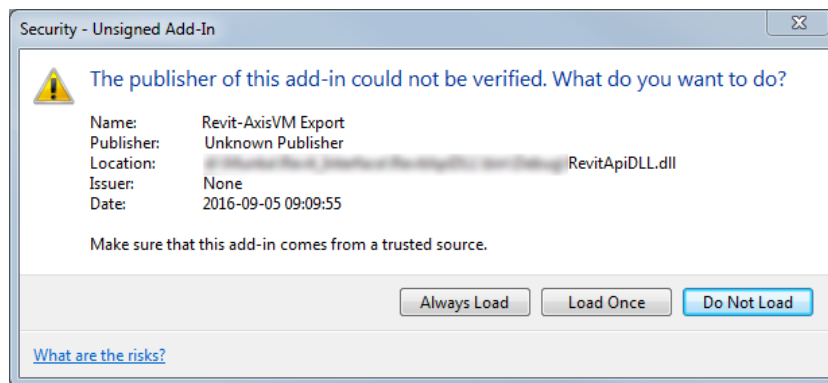 Security - Unsigned Add-In
The publisher of this add-in could not be verified. What do you want to do?
Name: Revit-AxisVM Export
Publisher: Unknown Publisher
Location: RevitApiDLL.dll
Issuer: None
Date: 2016-09-05 09:09:55
Make sure that this add-in comes from a trusted source.
Always Load Load Once Do Not Load
What are the risks?